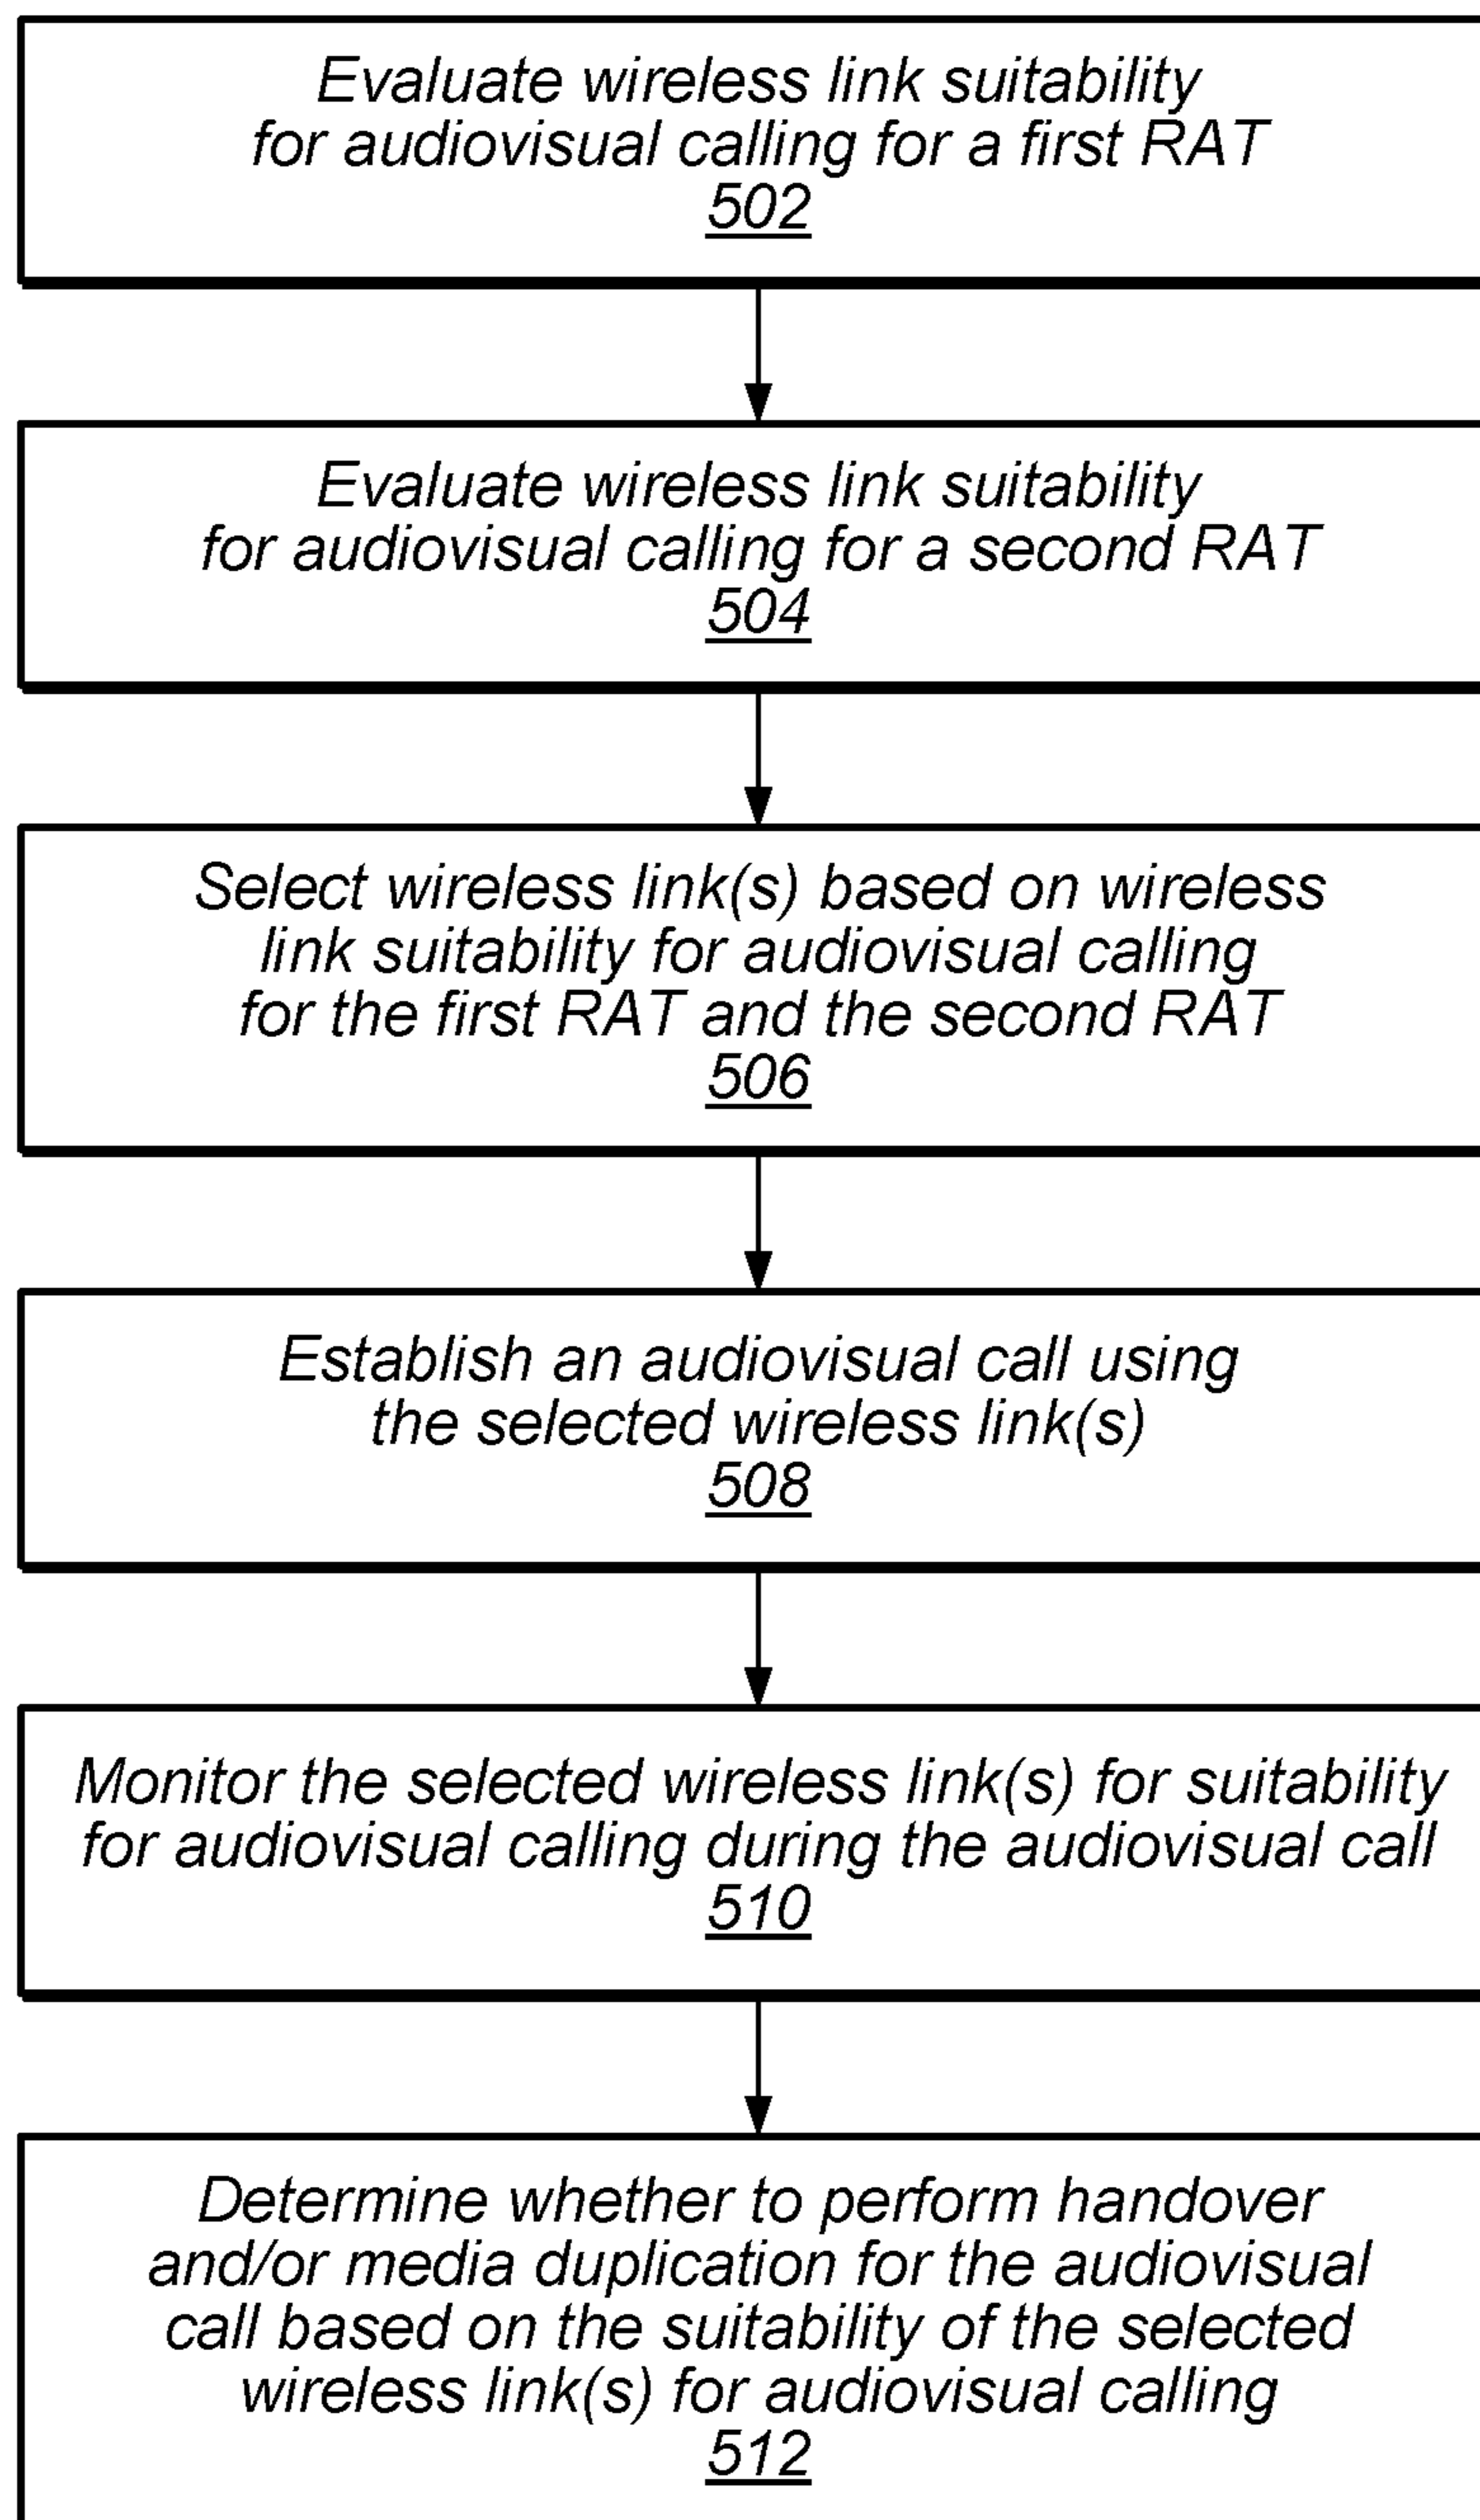 Evaluate wireless link suitability
for audiovisual calling for a first RAT
502
Evaluate wireless link suitability
for audiovisual calling for a second RAT
504
Select wireless link(s) based on wireless
link suitability for audiovisual calling
for the first RAT and the second RAT
506
Establish an audiovisual call using
the selected wireless link(s)
508
Monitor the selected wireless link(s) for suitability
for audiovisual calling during the audiovisual call
510
Determine whether to perform handover
and/or media duplication for the audiovisual
call based on the suitability of the selected
wireless link(s) for audiovisual calling
512